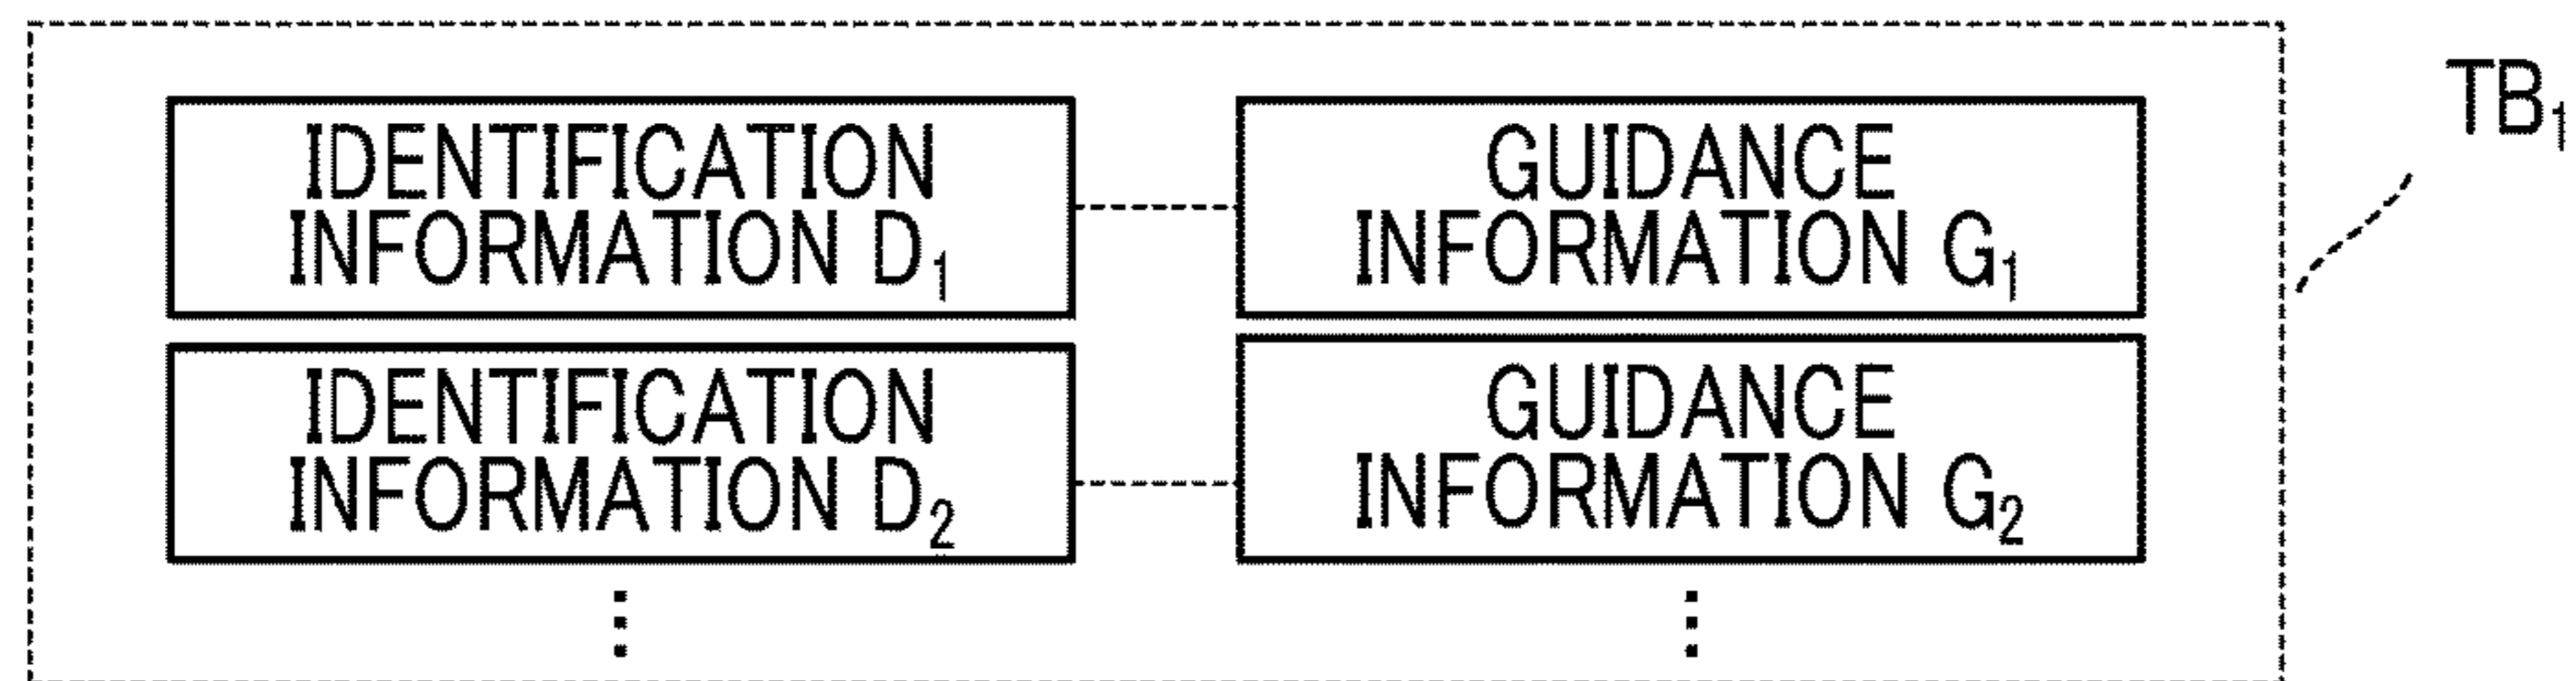 TB₁
IDENTIFICATION
INFORMATION D₁
GUIDANCE
INFORMATION G₁
IDENTIFICATION
INFORMATION D₂
GUIDANCE
INFORMATION G₂